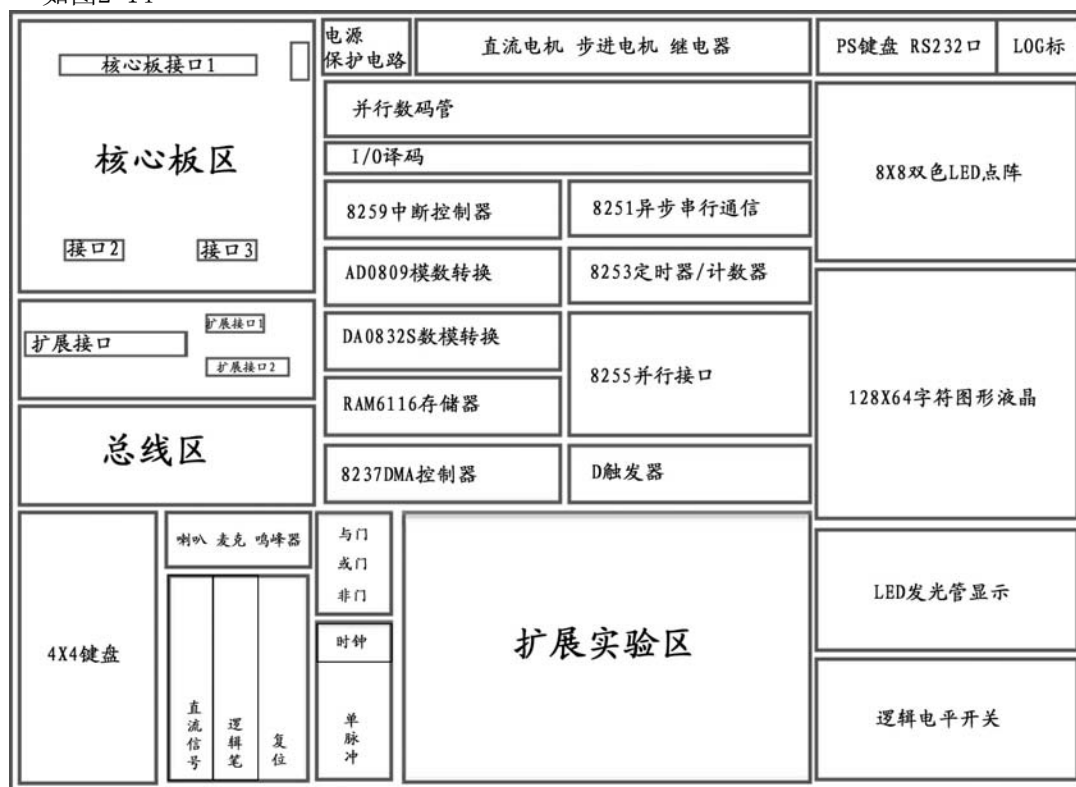 电源
保护电路
直流电机 步进电机 继电器
PS键盘 RS232口
LOG标
核心板接口1
核心板区
接口2
接口3
并行数码管
I/O译码
8259中断控制器
8251异步串行通信
AD0809模数转换
8253定时器/计数器
DA0832S数模转换
8255并行接口
RAM6116存储器
8237DMA控制器
D触发器
8X8双色LED点阵
128X64字符图形液晶
扩展接口
扩展接口1
扩展接口2
总线区
4X4键盘
喇叭 麦克 鸣峰器
直流信号
逻辑笔
复位
与门
或门
非门
时钟
单脉冲
扩展实验区
LED发光管显示
逻辑电平开关